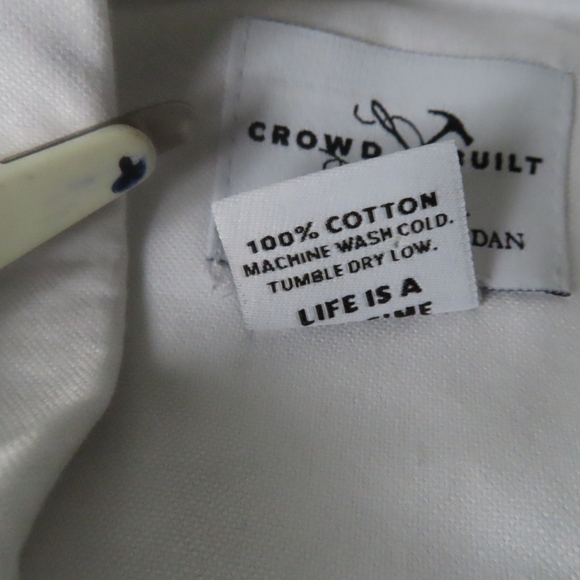 CROWD BUILT
DAN
100% COTTON
MACHINE WASH COLD.
TUMBLE DRY LOW.
LIFE IS A